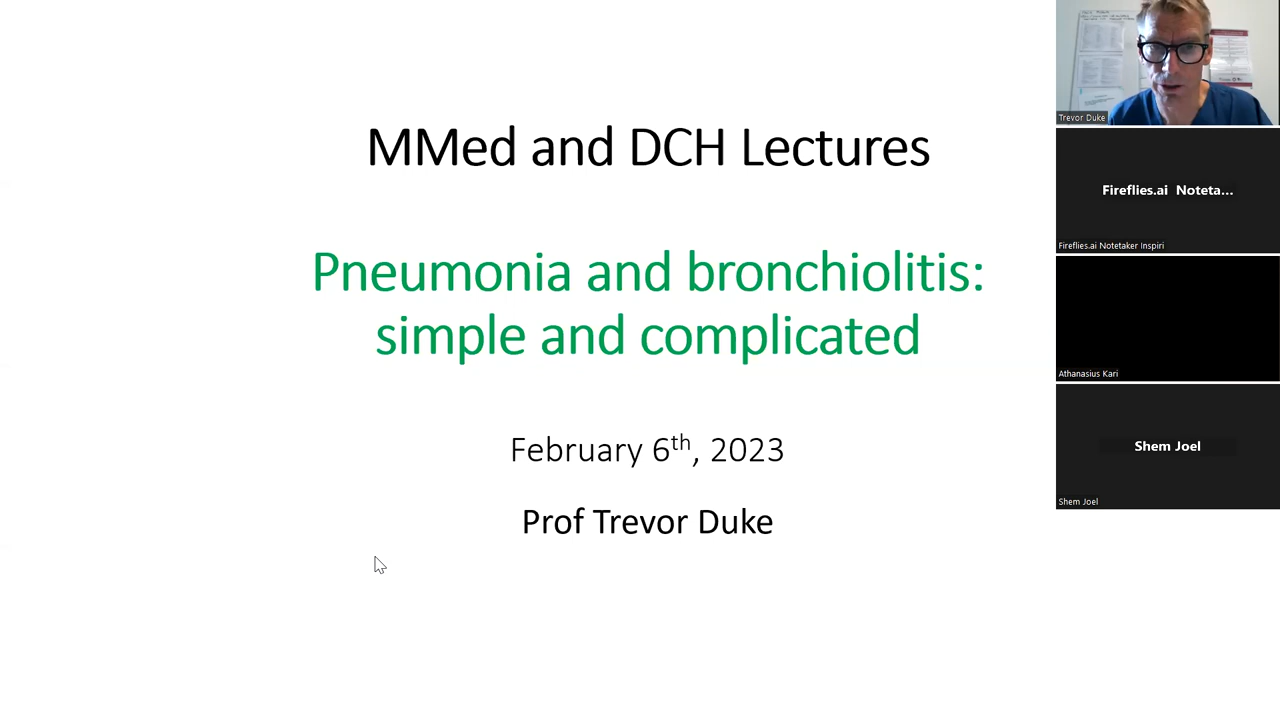 MMed and DCH Lectures
Pneumonia and bronchiolitis:
simple and complicated
February 6th, 2023
Prof Trevor Duke
Trevor Duke
Fireflies.ai Noteta...
Fireflies.ai Notetaker Inspiri
Athanasius Kari
Shem Joel
Shem Joel